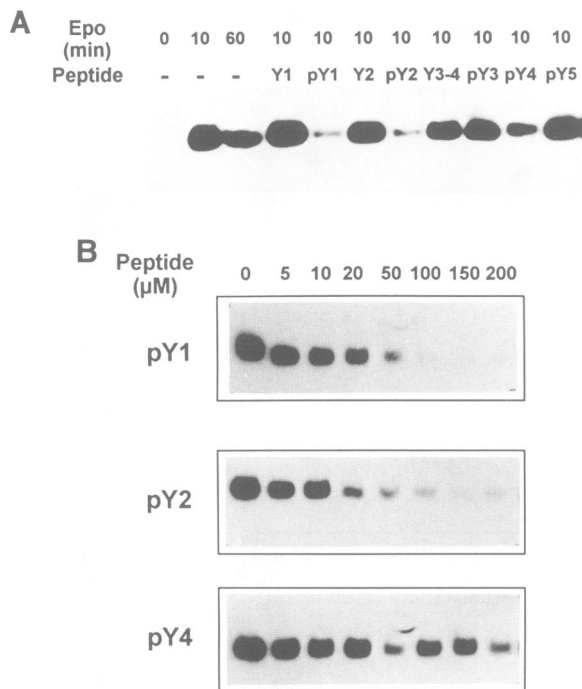 A
Epo (min) 0 10 60 10 10 10 10 10 10 10 10
Peptide - - - Y1 pY1 Y2 pY2 Y3-4 pY3 pY4 pY5
B
Peptide (µM) 0 5 10 20 50 100 150 200
pY1
pY2
pY4